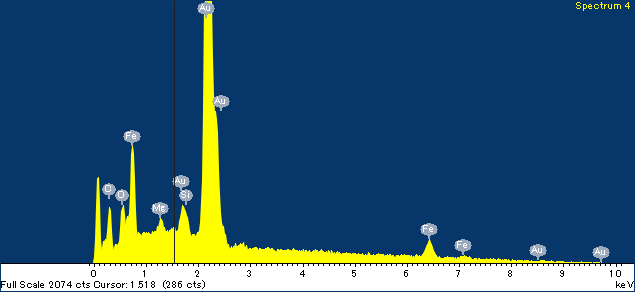 Spectrum 4
Au
Au
Fe
Au
O
O
Si
Mg
Fe
Fe
Au
Au
0 1 2 3 4 5 6 7 8 9 10
Full Scale 2074 cts Cursor: 1.518 (286 cts) keV